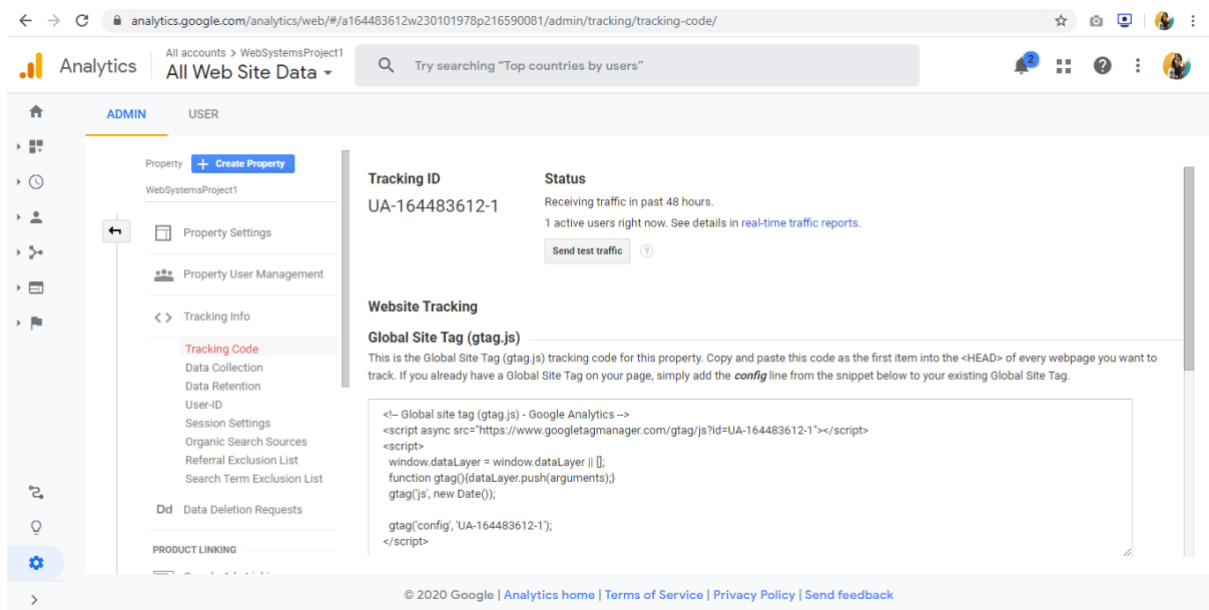 analytics.google.com/analytics/web/#/a164483612w230101978p216590081/admin/tracking/tracking-code/
Analytics
All accounts > WebSystemsProject1
All Web Site Data
Try searching “Top countries by users”
2
ADMIN
USER
Property
+ Create Property
WebSystemsProject1
Property Settings
Property User Management
< > Tracking Info
Tracking Code
Data Collection
Data Retention
User-ID
Session Settings
Organic Search Sources
Referral Exclusion List
Search Term Exclusion List
Dd Data Deletion Requests
PRODUCT LINKING
Tracking ID
UA-164483612-1
Status
Receiving traffic in past 48 hours.
1 active users right now. See details in real-time traffic reports.
Send test traffic
?
Website Tracking
Global Site Tag (gtag.js)
This is the Global Site Tag (gtag.js) tracking code for this property. Copy and paste this code as the first item into the <HEAD> of every webpage you want to
track. If you already have a Global Site Tag on your page, simply add the config line from the snippet below to your existing Global Site Tag.
<!-- Global site tag (gtag.js) - Google Analytics -->
<script async src="https://www.googletagmanager.com/gtag/js?id=UA-164483612-1"></script>
<script>
window.dataLayer = window.dataLayer || [];
function gtag(){dataLayer.push(arguments);}
gtag('js', new Date());
gtag('config', 'UA-164483612-1');
</script>
© 2020 Google | Analytics home | Terms of Service | Privacy Policy | Send feedback